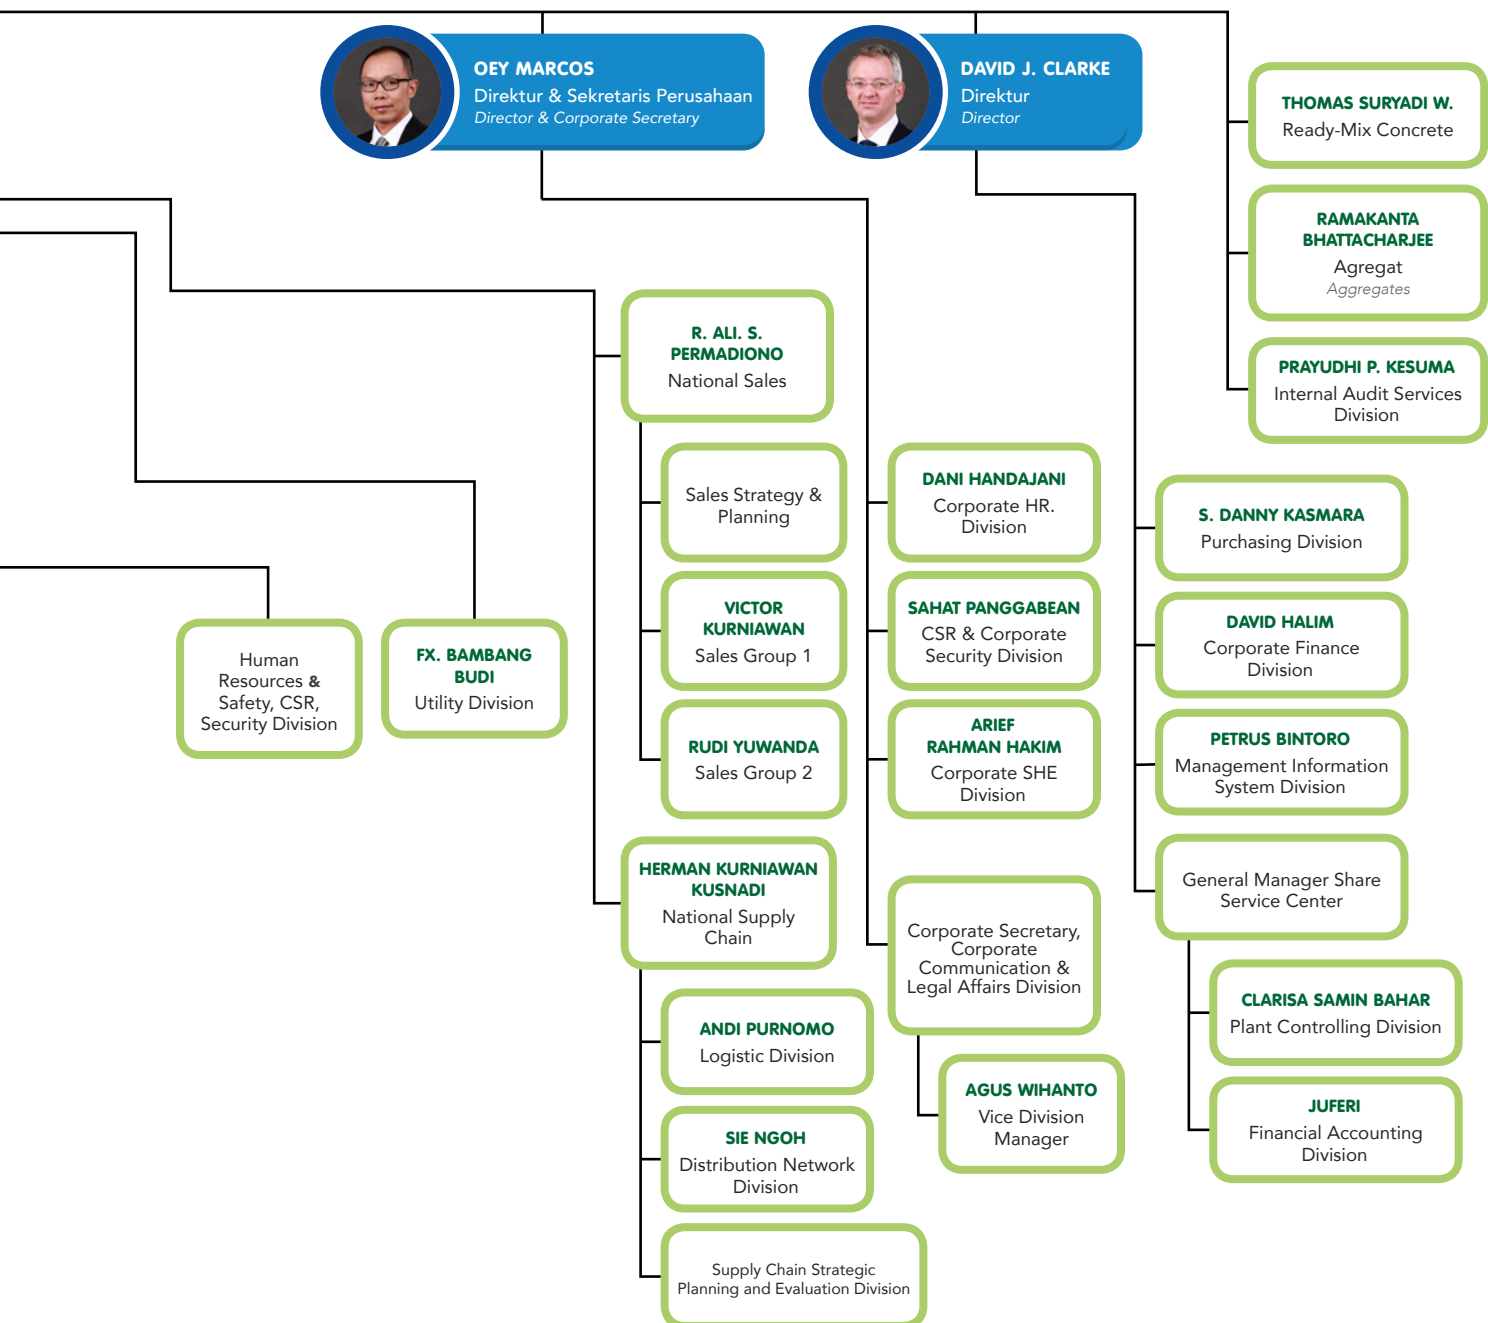 OEY MARCOS
Direktur & Sekretaris Perusahaan
Director & Corporate Secretary
DAVID J. CLARKE
Direktur
Director
THOMAS SURYADI W.
Ready-Mix Concrete
RAMAKANTA
BHATTACHARJEE
Agregat
Aggregates
PRAYUDHI P. KESUMA
Internal Audit Services
Division
R. ALI. S.
PERMADIONO
National Sales
Sales Strategy &
Planning
VICTOR
KURNIAWAN
Sales Group 1
RUDI YUWANDA
Sales Group 2
HERMAN KURNIAWAN
KUSNADI
National Supply
Chain
ANDI PURNOMO
Logistic Division
SIE NGOH
Distribution Network
Division
Supply Chain Strategic
Planning and Evaluation Division
DANI HANDAJANI
Corporate HR.
Division
SAHAT PANGGABEAN
CSR & Corporate
Security Division
ARIEF
RAHMAN HAKIM
Corporate SHE
Division
Corporate Secretary,
Corporate
Communication &
Legal Affairs Division
AGUS WIHANTO
Vice Division
Manager
S. DANNY KASMARA
Purchasing Division
DAVID HALIM
Corporate Finance
Division
PETRUS BINTORO
Management Information
System Division
General Manager Share
Service Center
CLARISA SAMIN BAHAR
Plant Controlling Division
JUFERI
Financial Accounting
Division
Human
Resources &
Safety, CSR,
Security Division
FX. BAMBANG
BUDI
Utility Division